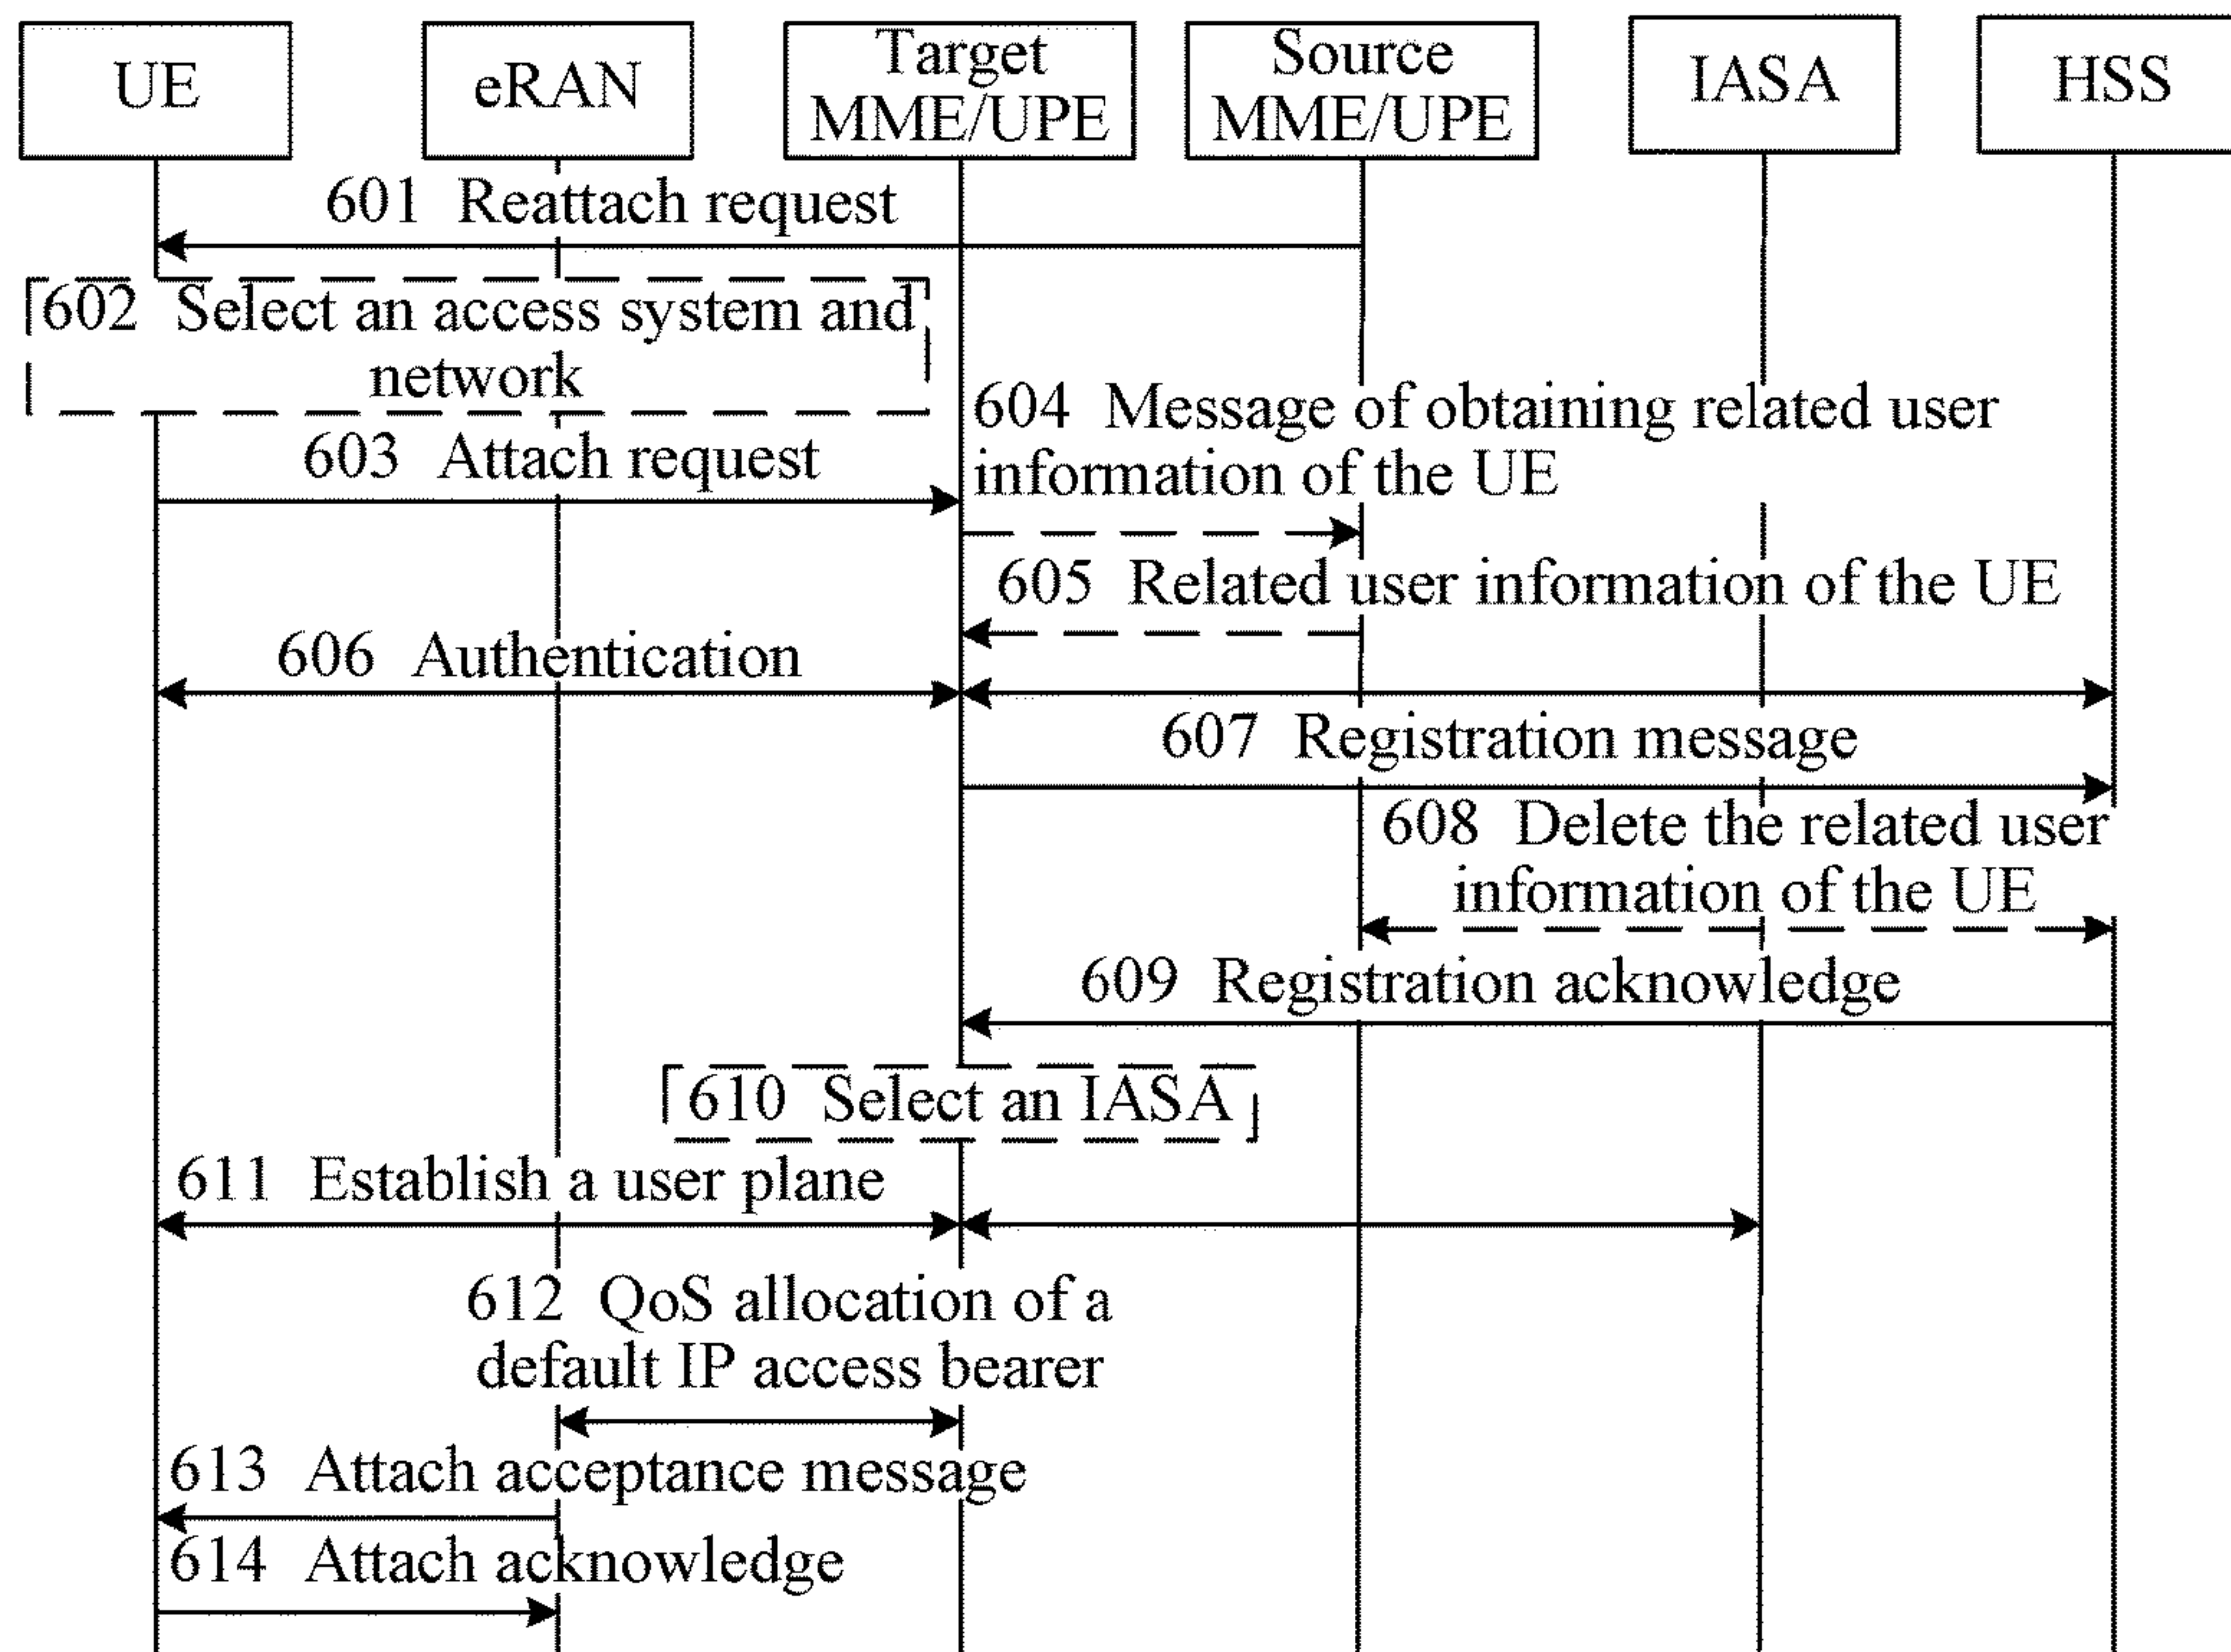 UE
eRAN
Target
MME/UPE
Source
MME/UPE
IASA
HSS
601 Reattach request
602 Select an access system and
network
603 Attach request
604 Message of obtaining related user
information of the UE
605 Related user information of the UE
606 Authentication
607 Registration message
608 Delete the related user
information of the UE
609 Registration acknowledge
610 Select an IASA
611 Establish a user plane
612 QoS allocation of a
default IP access bearer
613 Attach acceptance message
614 Attach acknowledge